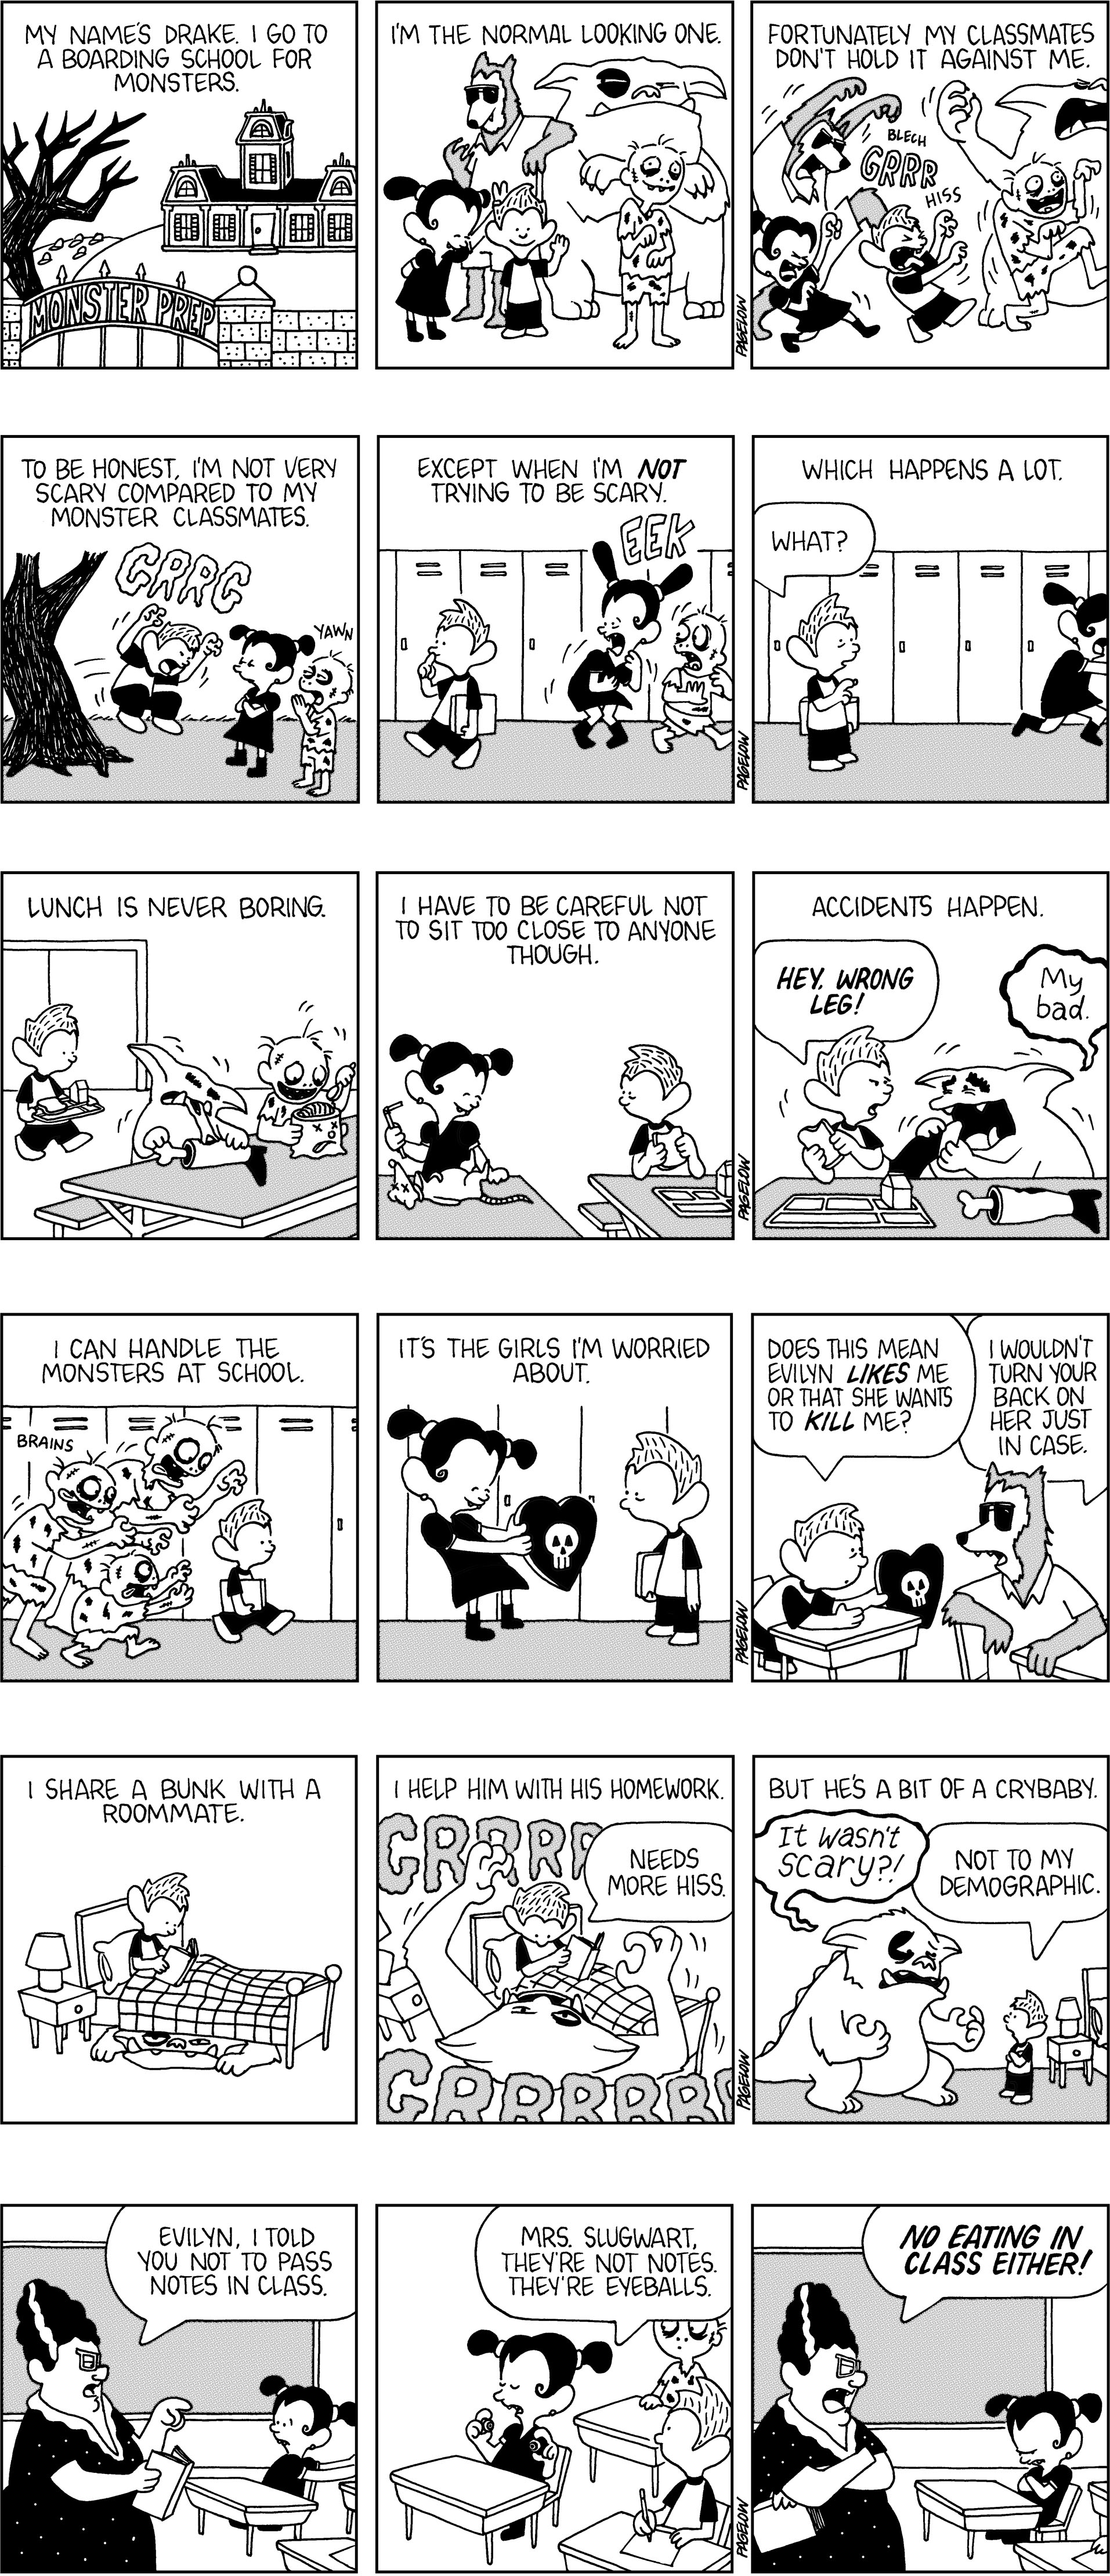 MY NAME'S DRAKE. I GO TO
A BOARDING SCHOOL FOR
MONSTERS.
MONSTER PREP
I'M THE NORMAL LOOKING ONE.
PAGELOW
FORTUNATELY MY CLASSMATES
DON'T HOLD IT AGAINST ME.
BLECH
GRRR
HISS
TO BE HONEST, I'M NOT VERY
SCARY COMPARED TO MY
MONSTER CLASSMATES.
GRRG
YAWN
EXCEPT WHEN I'M NOT
TRYING TO BE SCARY.
EEK
PAGELOW
WHICH HAPPENS A LOT.
WHAT?
LUNCH IS NEVER BORING.
I HAVE TO BE CAREFUL NOT
TO SIT TOO CLOSE TO ANYONE
THOUGH.
PAGELOW
ACCIDENTS HAPPEN.
HEY, WRONG
LEG!
My
bad.
I CAN HANDLE THE
MONSTERS AT SCHOOL.
BRAINS
IT'S THE GIRLS I'M WORRIED
ABOUT.
PAGELOW
DOES THIS MEAN
EVILYN LIKES ME
OR THAT SHE WANTS
TO KILL ME?
I WOULDN'T
TURN YOUR
BACK ON
HER JUST
IN CASE.
I SHARE A BUNK WITH A
ROOMMATE.
I HELP HIM WITH HIS HOMEWORK.
GRRRR
NEEDS
MORE HISS.
GRRRRRR
PAGELOW
BUT HE'S A BIT OF A CRYBABY.
It wasn't
scary?!
NOT TO MY
DEMOGRAPHIC.
EVILYN, I TOLD
YOU NOT TO PASS
NOTES IN CLASS.
MRS. SLUGWART,
THEY'RE NOT NOTES.
THEY'RE EYEBALLS.
PAGELOW
NO EATING IN
CLASS EITHER!